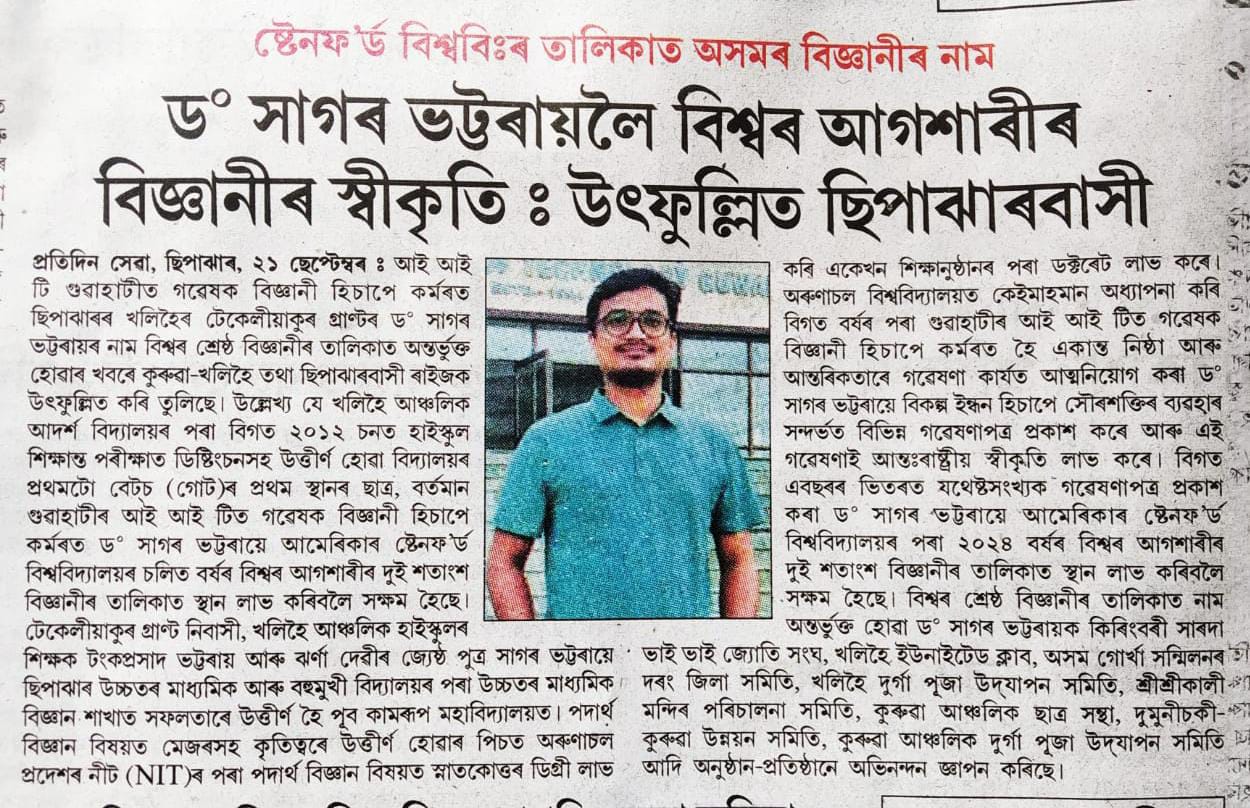 ষ্টেনফ'ৰ্ড বিশ্ববিঃৰ তালিকাত অসমৰ বিজ্ঞানীৰ নাম
ড° সাগৰ ভট্টৰায়লৈ বিশ্বৰ আগশাৰীৰ
বিজ্ঞানীৰ স্বীকৃতি ঃ উৎফুল্লিত ছিপাঝাৰবাসী
প্ৰতিদিন সেৱা, ছিপাঝাৰ, ২১ ছেপ্টেম্বৰ ঃ আই আই
টি গুৱাহাটীত গৱেষক বিজ্ঞানী হিচাপে কৰ্মৰত
ছিপাঝাৰৰ খলিহৈৰ টেকেলীয়াকুৰ গ্ৰাণ্টৰ ড° সাগৰ
ভট্টৰায়ৰ নাম বিশ্বৰ শ্ৰেষ্ঠ বিজ্ঞানীৰ তালিকাত অন্তৰ্ভুক্ত
হোৱাৰ খবৰে কুৰুৱা-খলিহৈ তথা ছিপাঝাৰবাসী ৰাইজক
উৎফুল্লিত কৰি তুলিছে। উল্লেখ্য যে খলিহৈ আঞ্চলিক
আদৰ্শ বিদ্যালয়ৰ পৰা বিগত ২০১২ চনত হাইস্কুল
শিক্ষান্ত পৰীক্ষাত ডিষ্টিংচনসহ উত্তীৰ্ণ হোৱা বিদ্যালয়ৰ
প্ৰথমটো বেটচ (গোট)ৰ প্ৰথম স্থানৰ ছাত্ৰ, বৰ্তমান
গুৱাহাটীৰ আই আই টিত গৱেষক বিজ্ঞানী হিচাপে
কৰ্মৰত ড° সাগৰ ভট্টৰায়ে আমেৰিকাৰ ষ্টেনফ'ৰ্ড
বিশ্ববিদ্যালয়ৰ চলিত বৰ্ষৰ বিশ্বৰ আগশাৰীৰ দুই শতাংশ
বিজ্ঞানীৰ তালিকাত স্থান লাভ কৰিবলৈ সক্ষম হৈছে।
টেকেলীয়াকুৰ গ্ৰাণ্ট নিবাসী, খলিহৈ আঞ্চলিক হাইস্কুলৰ
শিক্ষক টংকপ্ৰসাদ ভট্টৰায় আৰু ঝৰ্ণা দেৱীৰ জ্যেষ্ঠ পুত্ৰ সাগৰ ভট্টৰায়ে
ছিপাঝাৰ উচ্চতৰ মাধ্যমিক আৰু বহুমুখী বিদ্যালয়ৰ পৰা উচ্চতৰ মাধ্যমিক
বিজ্ঞান শাখাত সফলতাৰে উত্তীৰ্ণ হৈ পূব কামৰূপ মহাবিদ্যালয়ত। পদাৰ্থ
বিজ্ঞান বিষয়ত মেজৰসহ কৃতিত্বৰে উত্তীৰ্ণ হোৱাৰ পিচত অৰুণাচল
প্ৰদেশৰ নীট (NIT)ৰ পৰা পদাৰ্থ বিজ্ঞান বিষয়ত স্নাতকোত্তৰ ডিগ্ৰী লাভ
কৰি একেখন শিক্ষানুষ্ঠানৰ পৰা ডক্টৰেট লাভ কৰে।
অৰুণাচল বিশ্ববিদ্যালয়ত কেইমাহমান অধ্যাপনা কৰি
বিগত বৰ্ষৰ পৰা গুৱাহাটীৰ আই আই টিত গৱেষক
বিজ্ঞানী হিচাপে কৰ্মৰত হৈ একান্ত নিষ্ঠা আৰু
আন্তৰিকতাৰে গৱেষণা কাৰ্যত আত্মনিয়োগ কৰা ড°
সাগৰ ভট্টৰায়ে বিকল্প ইন্ধন হিচাপে সৌৰশক্তিৰ ব্যৱহাৰ
সন্দৰ্ভত বিভিন্ন গৱেষণাপত্ৰ প্ৰকাশ কৰে আৰু এই
গৱেষণাই আন্তঃৰাষ্ট্ৰীয় স্বীকৃতি লাভ কৰে। বিগত
এবছৰৰ ভিতৰত যথেষ্টসংখ্যক গৱেষণাপত্ৰ প্ৰকাশ
কৰা ড° সাগৰ ভট্টৰায়ে আমেৰিকাৰ ষ্টেনফ'ৰ্ড
বিশ্ববিদ্যালয়ৰ পৰা ২০২৪ বৰ্ষৰ বিশ্বৰ আগশাৰীৰ
দুই শতাংশ বিজ্ঞানীৰ তালিকাত স্থান লাভ কৰিবলৈ
সক্ষম হৈছে। বিশ্বৰ শ্ৰেষ্ঠ বিজ্ঞানীৰ তালিকাত নাম
অন্তৰ্ভুক্ত হোৱা ড° সাগৰ ভট্টৰায়ক কিৰিংবৰী সাৰদা
ভাই ভাই জ্যোতি সংঘ, খলিহৈ ইউনাইটেড ক্লাব, অসম গোৰ্খা সন্মিলনৰ
দৰং জিলা সমিতি, খলিহৈ দুৰ্গা পূজা উদ্‌যাপন সমিতি, শ্ৰীশ্ৰীকালী
মন্দিৰ পৰিচালনা সমিতি, কুৰুৱা আঞ্চলিক ছাত্ৰ সন্থা, দুমুনীচকী-
কুৰুৱা উন্নয়ন সমিতি, কুৰুৱা আঞ্চলিক দুৰ্গা পূজা উদ্‌যাপন সমিতি
আদি অনুষ্ঠান-প্ৰতিষ্ঠানে অভিনন্দন জ্ঞাপন কৰিছে।